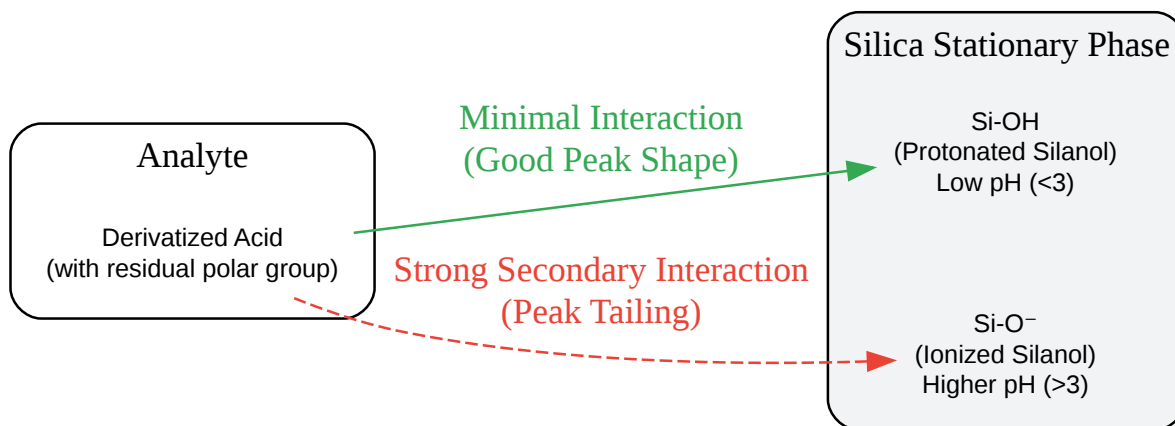 Silica Stationary Phase
Minimal Interaction
(Good Peak Shape)
Si-OH
(Protonated Silanol)
Low pH (<3)
Analyte
Derivatized Acid
(with residual polar group)
Strong Secondary Interaction
(Peak Tailing)
Si-O⁻
(Ionized Silanol)
Higher pH (>3)